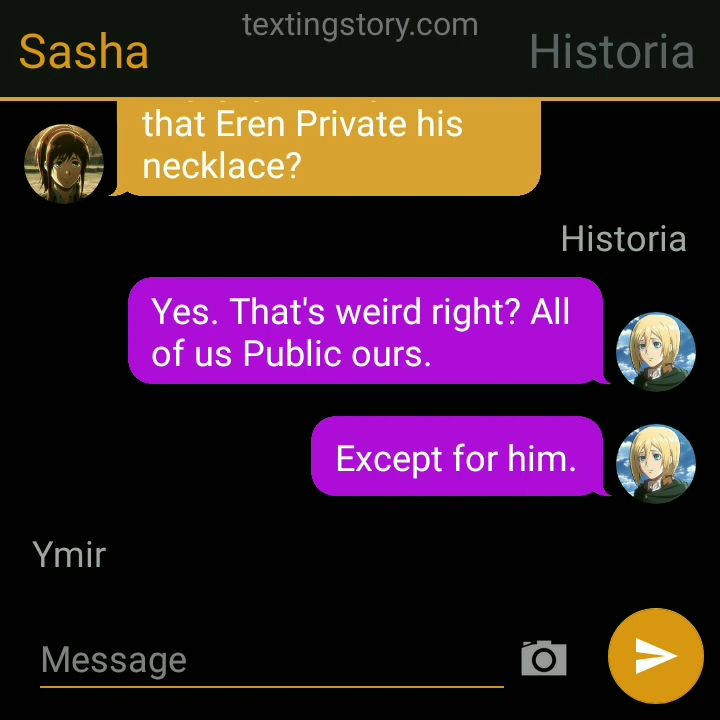 textingstory.com
Sasha
Historia
that Eren Private his
necklace?
Historia
Yes. That's weird right? All
of us Public ours.
Except for him.
Ymir
Message